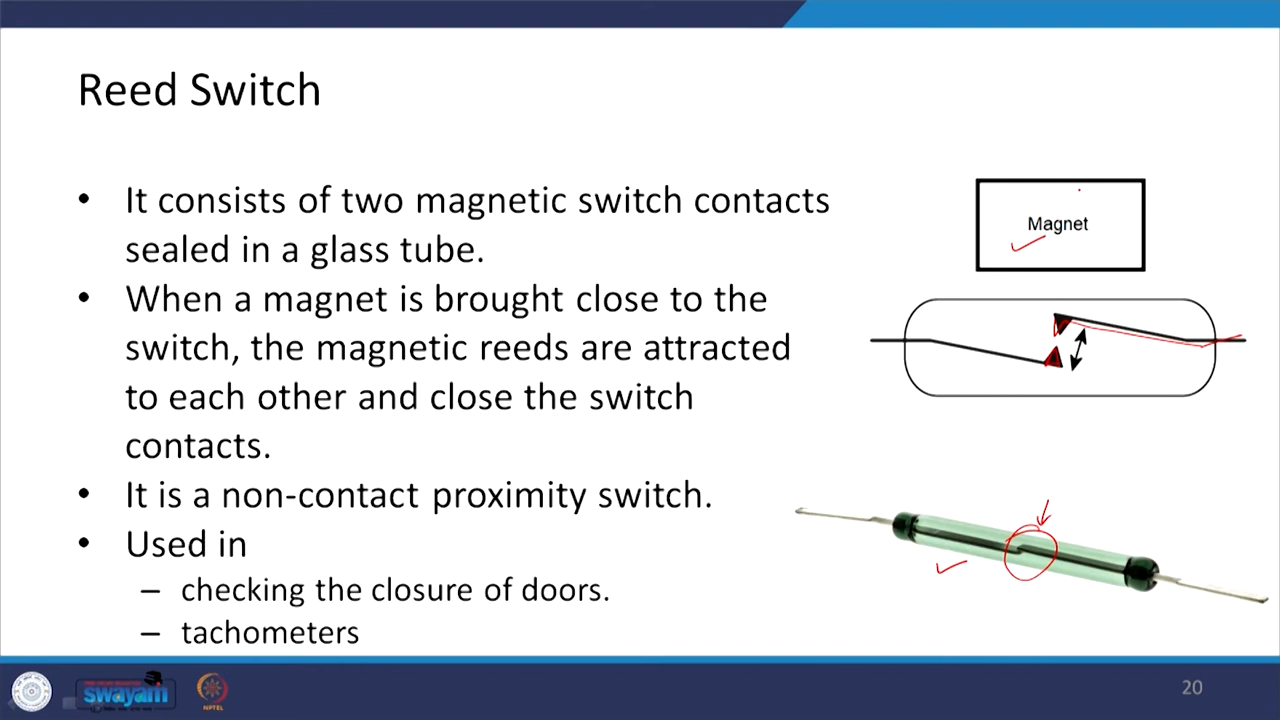 Reed Switch
• It consists of two magnetic switch contacts
sealed in a glass tube.
• When a magnet is brought close to the
switch, the magnetic reeds are attracted
to each other and close the switch
contacts.
• It is a non-contact proximity switch.
• Used in
– checking the closure of doors.
– tachometers
Magnet
swayam
NPTEL
20